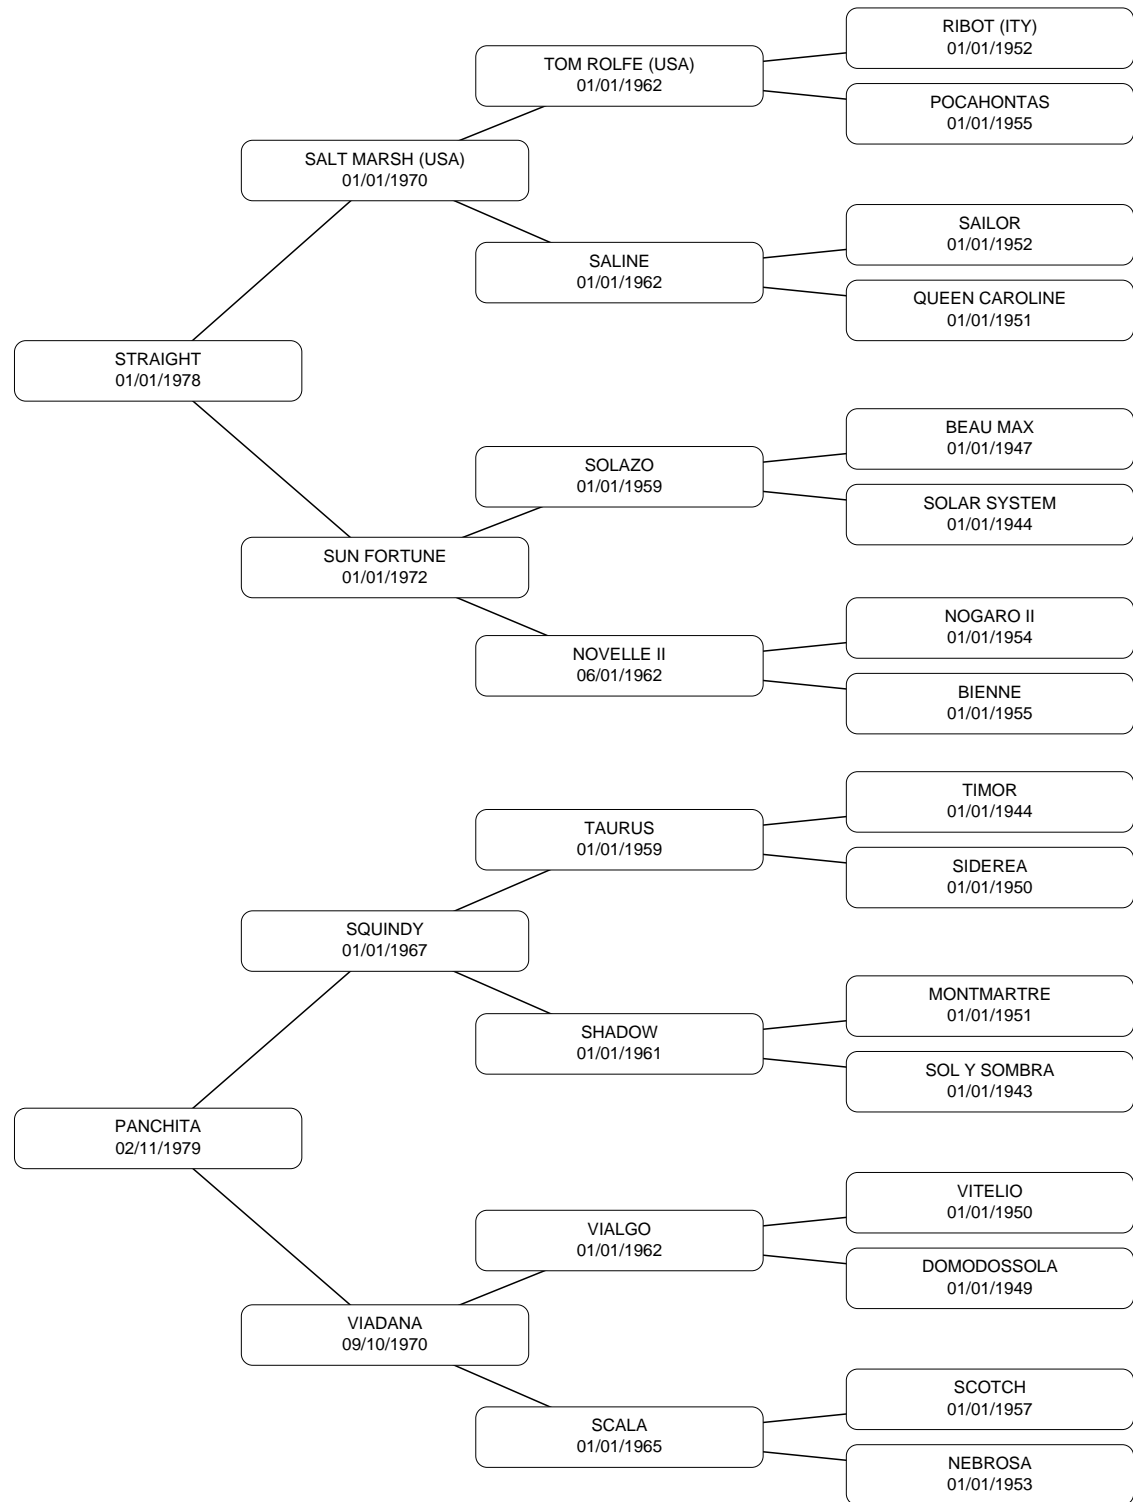 RIBOT (ITY)
01/01/1952
TOM ROLFE (USA)
01/01/1962
POCAHONTAS
01/01/1955
SALT MARSH (USA)
01/01/1970
SAILOR
01/01/1952
SALINE
01/01/1962
QUEEN CAROLINE
01/01/1951
STRAIGHT
01/01/1978
BEAU MAX
01/01/1947
SOLAZO
01/01/1959
SOLAR SYSTEM
01/01/1944
SUN FORTUNE
01/01/1972
NOGARO II
01/01/1954
NOVELLE II
06/01/1962
BIENNE
01/01/1955
TIMOR
01/01/1944
TAURUS
01/01/1959
SIDEREA
01/01/1950
SQUINDY
01/01/1967
MONTMARTRE
01/01/1951
SHADOW
01/01/1961
SOL Y SOMBRA
01/01/1943
PANCHITA
02/11/1979
VITELIO
01/01/1950
VIALGO
01/01/1962
DOMODOSSOLA
01/01/1949
VIADANA
09/10/1970
SCOTCH
01/01/1957
SCALA
01/01/1965
NEBROSA
01/01/1953